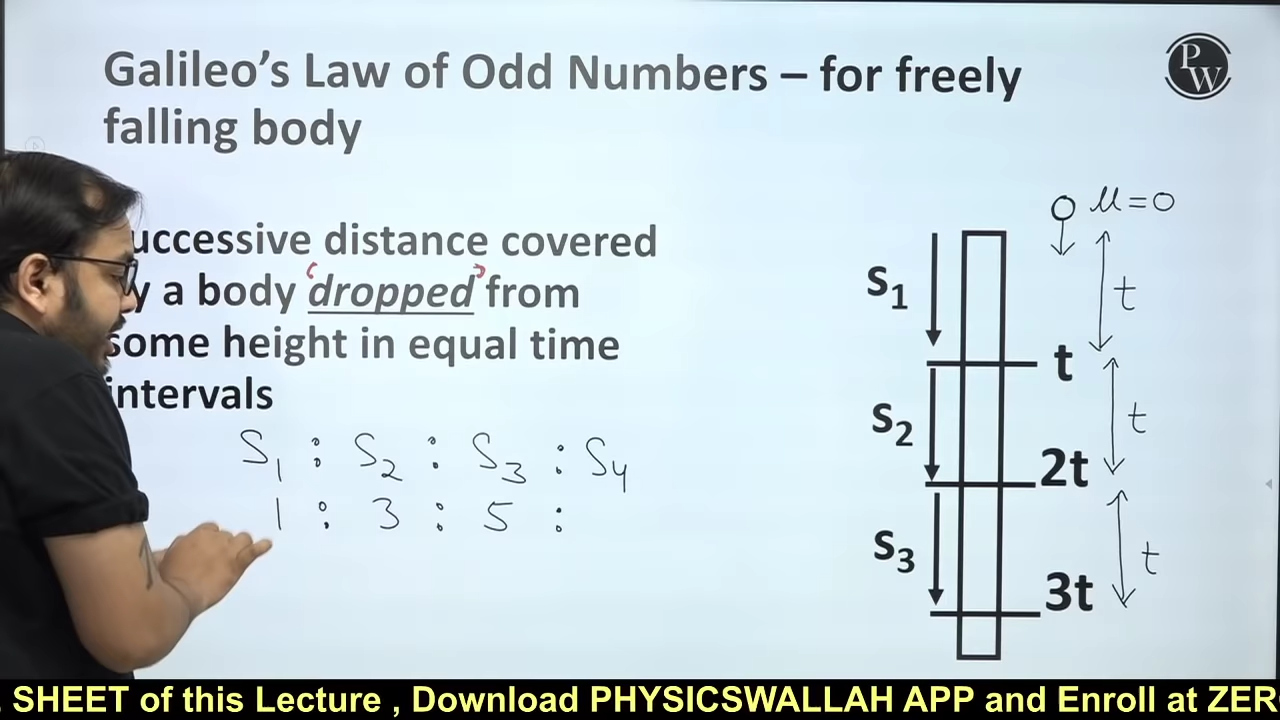 Galileo's Law of Odd Numbers – for freely
falling body
PW
uccessive distance covered
y a body "dropped" from
some height in equal time
intervals
S₁ : S₂ : S₃ : S₄
1 : 3 : 5 :
u=0
S₁
t
t
S₂
t
2t
S₃
t
3t
SHEET of this Lecture , Download PHYSICSWALLAH APP and Enroll at ZER